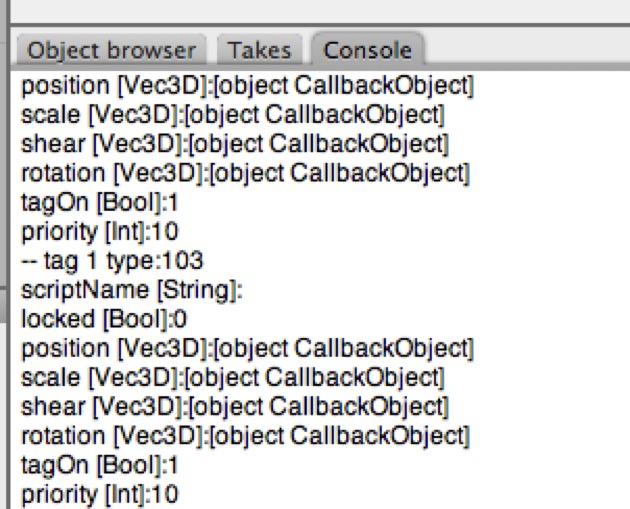 Object browser Takes Console
position [Vec3D]:[object CallbackObject]
scale [Vec3D]:[object CallbackObject]
shear [Vec3D]:[object CallbackObject]
rotation [Vec3D]:[object CallbackObject]
tagOn [Bool]:1
priority [Int]:10
-- tag 1 type:103
scriptName [String]:
locked [Bool]:0
position [Vec3D]:[object CallbackObject]
scale [Vec3D]:[object CallbackObject]
shear [Vec3D]:[object CallbackObject]
rotation [Vec3D]:[object CallbackObject]
tagOn [Bool]:1
priority [Int]:10